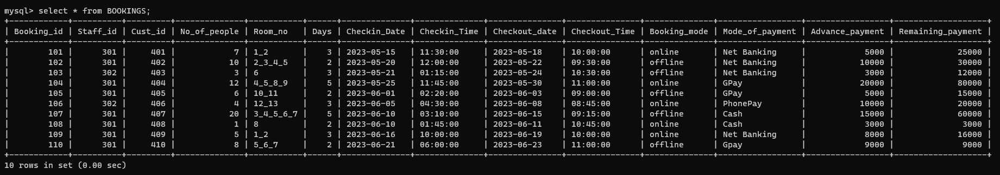 mysql> select * from BOOKINGS;
+------------+----------+---------+--------------+-----------+------+--------------+--------------+---------------+---------------+--------------+-----------------+-----------------+-------------------+
| Booking_id | Staff_id | Cust_id | No_of_people | Room_no   | Days | Checkin_Date | Checkin_Time | Checkout_date | Checkout_Time | Booking_mode | Mode_of_payment | Advance_payment | Remaining_payment |
+------------+----------+---------+--------------+-----------+------+--------------+--------------+---------------+---------------+--------------+-----------------+-----------------+-------------------+
|        101 |      301 |     401 |            7 | 1_2       |    3 | 2023-05-15   | 11:30:00     | 2023-05-18    | 10:00:00      | online       | Net Banking     |            5000 |             25000 |
|        102 |      301 |     402 |           10 | 2_3_4_5   |    2 | 2023-05-20   | 12:00:00     | 2023-05-22    | 09:30:00      | offline      | Net Banking     |           10000 |             30000 |
|        103 |      302 |     403 |            3 | 6         |    3 | 2023-05-21   | 01:15:00     | 2023-05-24    | 10:30:00      | offline      | Net Banking     |            3000 |             12000 |
|        104 |      301 |     404 |           12 | 4_5_8_9   |    5 | 2023-05-25   | 11:45:00     | 2023-05-30    | 11:00:00      | online       | GPay            |           20000 |             80000 |
|        105 |      301 |     405 |            6 | 10_11     |    2 | 2023-06-01   | 02:20:00     | 2023-06-03    | 09:00:00      | offline      | GPay            |            5000 |             15000 |
|        106 |      302 |     406 |            4 | 12_13     |    3 | 2023-06-05   | 04:30:00     | 2023-06-08    | 08:45:00      | online       | PhonePay        |           10000 |             20000 |
|        107 |      301 |     407 |           20 | 3_4_5_6_7 |    5 | 2023-06-10   | 03:10:00     | 2023-06-15    | 09:15:00      | offline      | Cash            |           15000 |             60000 |
|        108 |      301 |     408 |            1 | 8         |    2 | 2023-06-10   | 01:45:00     | 2023-06-11    | 10:45:00      | online       | Cash            |            3000 |              3000 |
|        109 |      301 |     409 |            5 | 1_2       |    3 | 2023-06-16   | 10:00:00     | 2023-06-19    | 10:00:00      | online       | Net Banking     |            8000 |             16000 |
|        110 |      301 |     410 |            8 | 5_6_7     |    2 | 2023-06-21   | 06:00:00     | 2023-06-23    | 11:00:00      | offline      | Gpay            |            9000 |              9000 |
+------------+----------+---------+--------------+-----------+------+--------------+--------------+---------------+---------------+--------------+-----------------+-----------------+-------------------+
10 rows in set (0.00 sec)